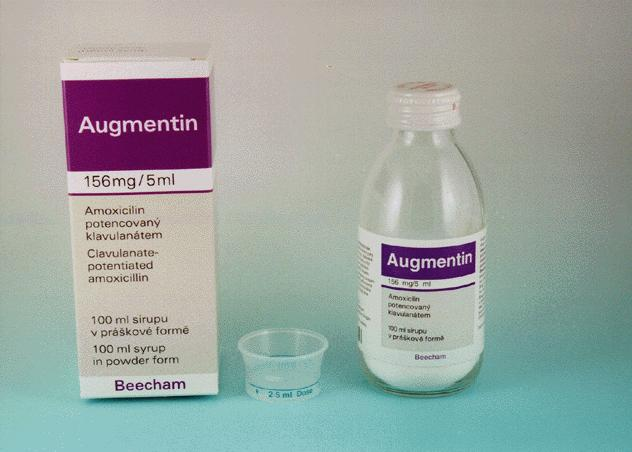 Augmentin
156mg/5ml
Amoxicilin
potencovaný
klavulanátem
Clavulanate-
potentiated
amoxicillin
100 ml sirupu
v práškové formě
100 ml syrup
in powder form
Beecham
2·5 ml Dose
Augmentin
156 mg/5 ml
Amoxicilin
potencovaný
klavulanátem
100 ml sirupu
v práškové formě
Beecham